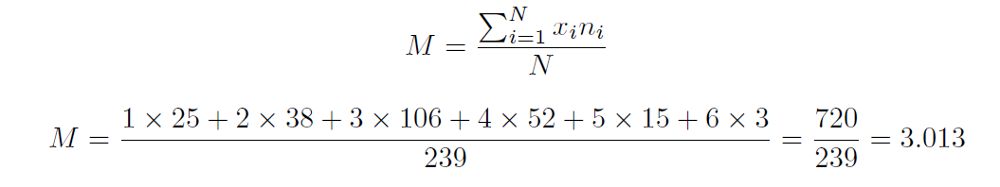 M = \frac{\sum_{i=1}^{N} x_i n_i}{N}
M = \frac{1 \times 25 + 2 \times 38 + 3 \times 106 + 4 \times 52 + 5 \times 15 + 6 \times 3}{239} = \frac{720}{239} = 3.013